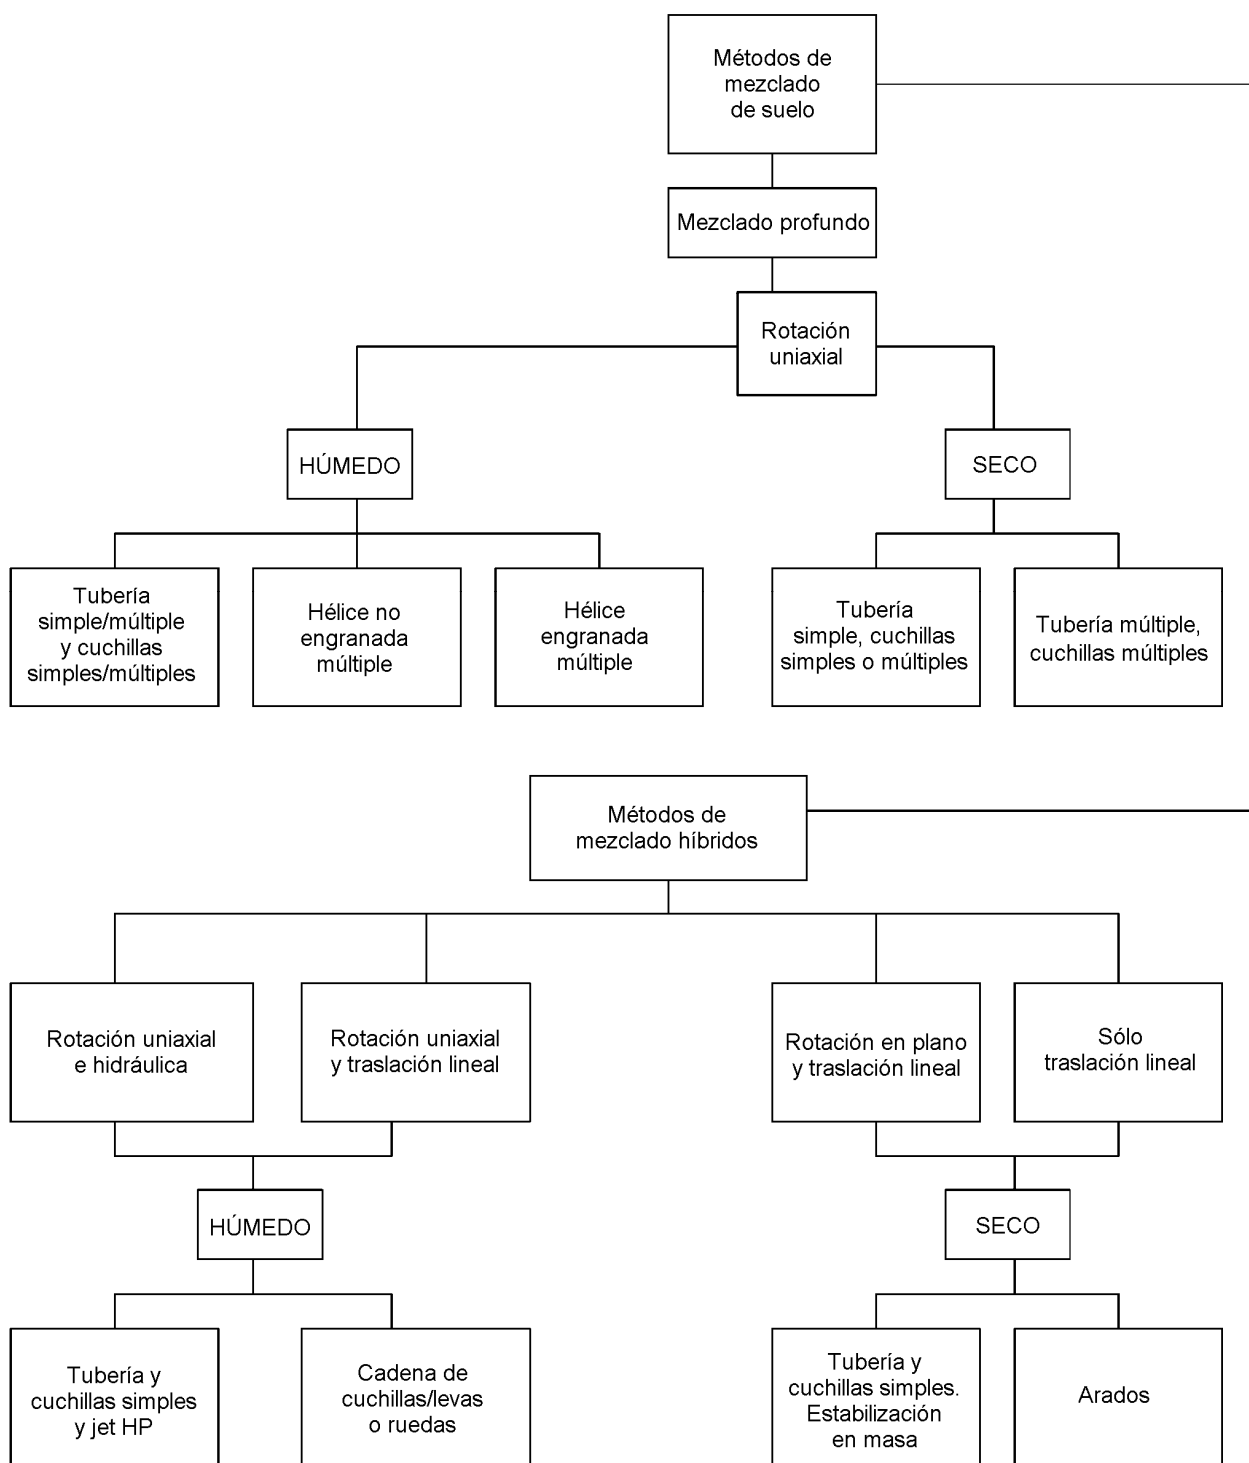 Métodos de
mezclado
de suelo
Mezclado profundo
Rotación
uniaxial
HÚMEDO
SECO
Tubería
simple/múltiple
y cuchillas
simples/múltiples
Hélice no
engranada
múltiple
Hélice
engranada
múltiple
Tubería
simple, cuchillas
simples o múltiples
Tubería múltiple,
cuchillas múltiples
Métodos de
mezclado híbridos
Rotación uniaxial
e hidráulica
Rotación uniaxial
y traslación lineal
Rotación en plano
y traslación lineal
Sólo
traslación lineal
HÚMEDO
SECO
Tubería y
cuchillas simples
y jet HP
Cadena de
cuchillas/levas
o ruedas
Tubería y
cuchillas simples.
Estabilización
en masa
Arados